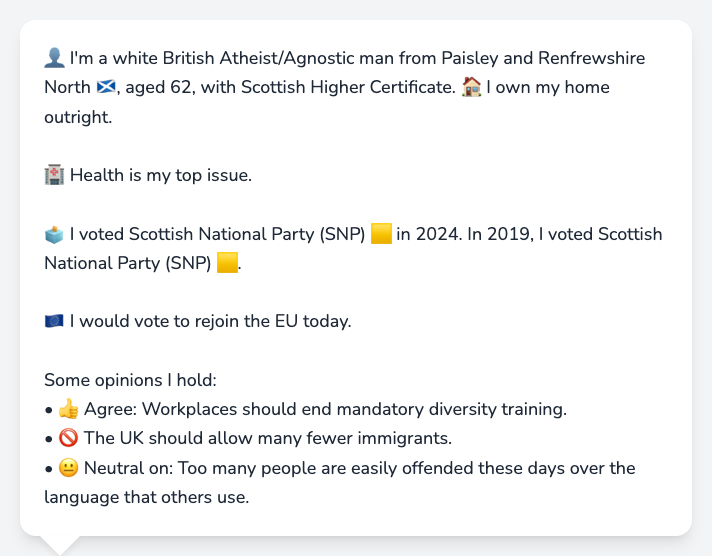 👤 I'm a white British Atheist/Agnostic man from Paisley and Renfrewshire
North 🏴󠁧󠁢󠁳󠁣󠁴󠁿, aged 62, with Scottish Higher Certificate. 🏠 I own my home
outright.
🏥 Health is my top issue.
🗳️ I voted Scottish National Party (SNP) 🟨 in 2024. In 2019, I voted Scottish
National Party (SNP) 🟨.
🇪🇺 I would vote to rejoin the EU today.
Some opinions I hold:
• 👍 Agree: Workplaces should end mandatory diversity training.
• 🚫 The UK should allow many fewer immigrants.
• 😐 Neutral on: Too many people are easily offended these days over the
language that others use.